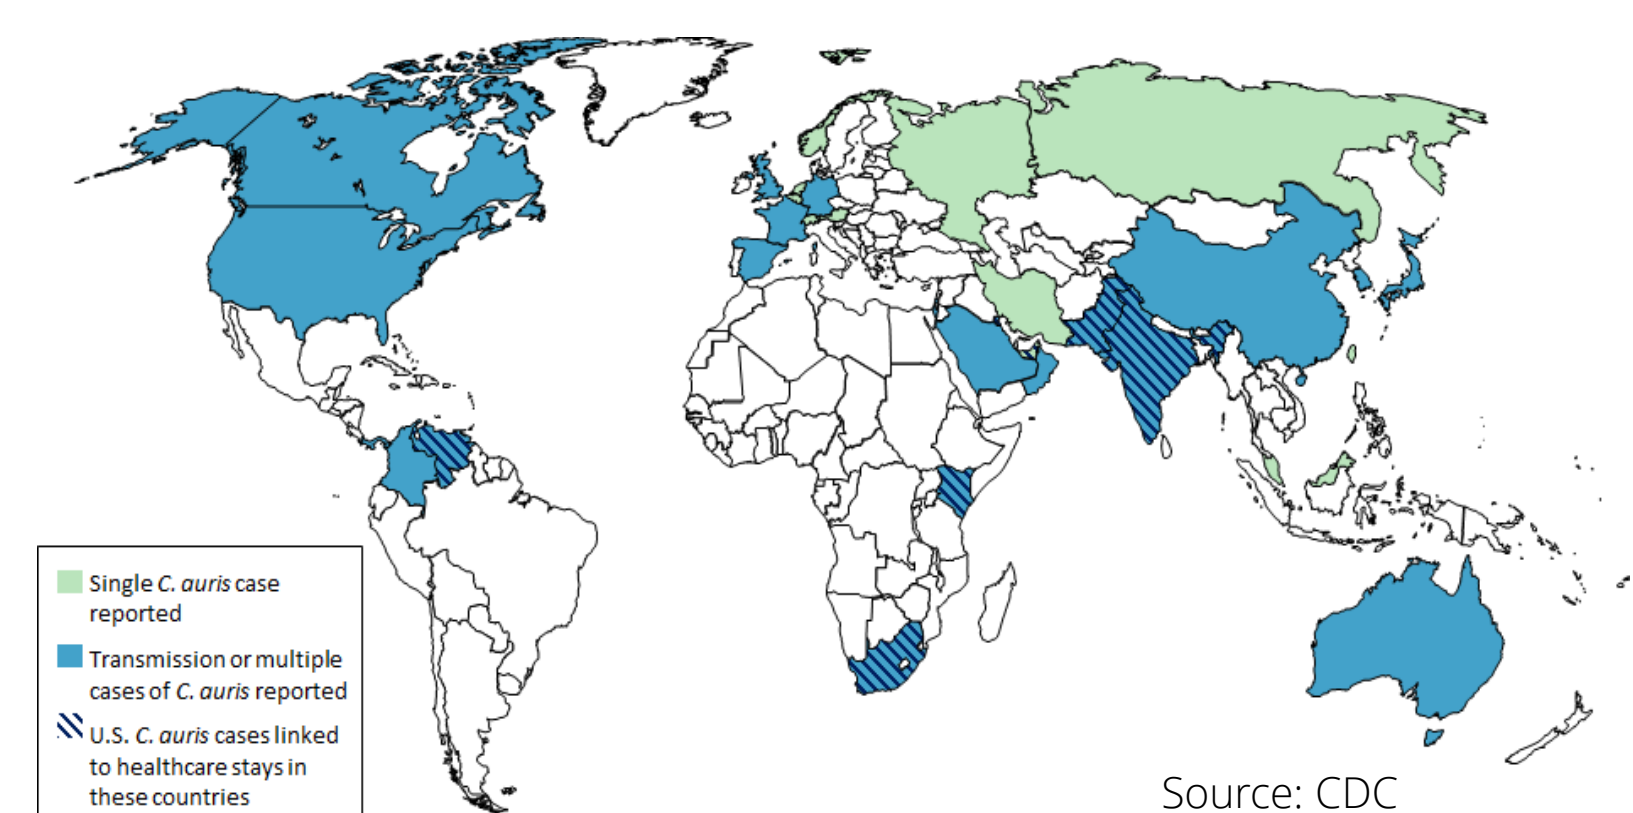 Single C. auris case
reported
Transmission or multiple
cases of C. auris reported
U.S. C. auris cases linked
to healthcare stays in
these countries
Source: CDC